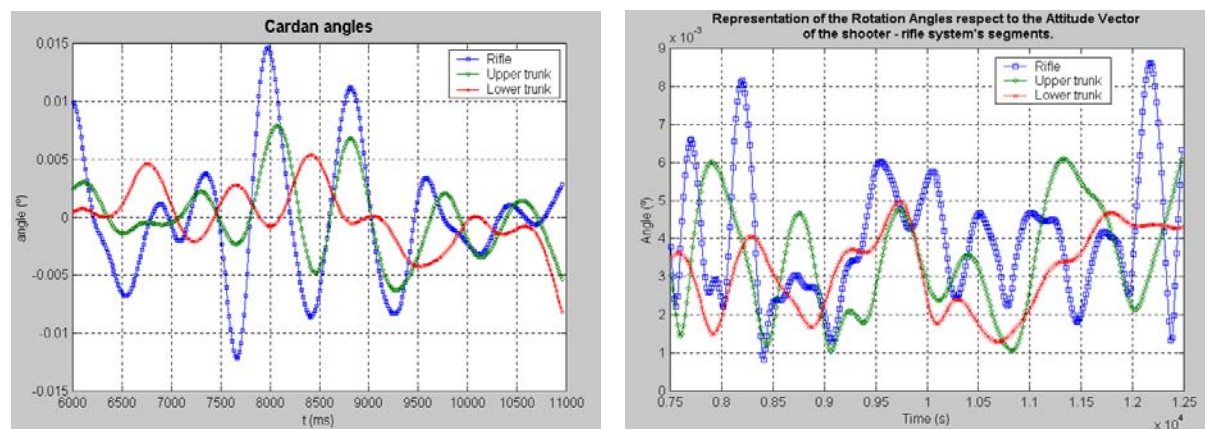 Cardan angles
0.015
0.01
0.005
0
-0.005
-0.01
-0.015
angle (º)
Rifle
Upper trunk
Lower trunk
6000 6500 7000 7500 8000 8500 9000 9500 10000 10500 11000
t (ms)
Representation of the Rotation Angles respect to the Attitude Vector
of the shooter - rifle system's segments.
x 10⁻³
9
8
7
6
5
4
3
2
1
0
Angle (º)
Rifle
Upper trunk
Lower trunk
0.75 0.8 0.85 0.9 0.95 1 1.05 1.1 1.15 1.2 1.25
Time (s)
x 10⁴